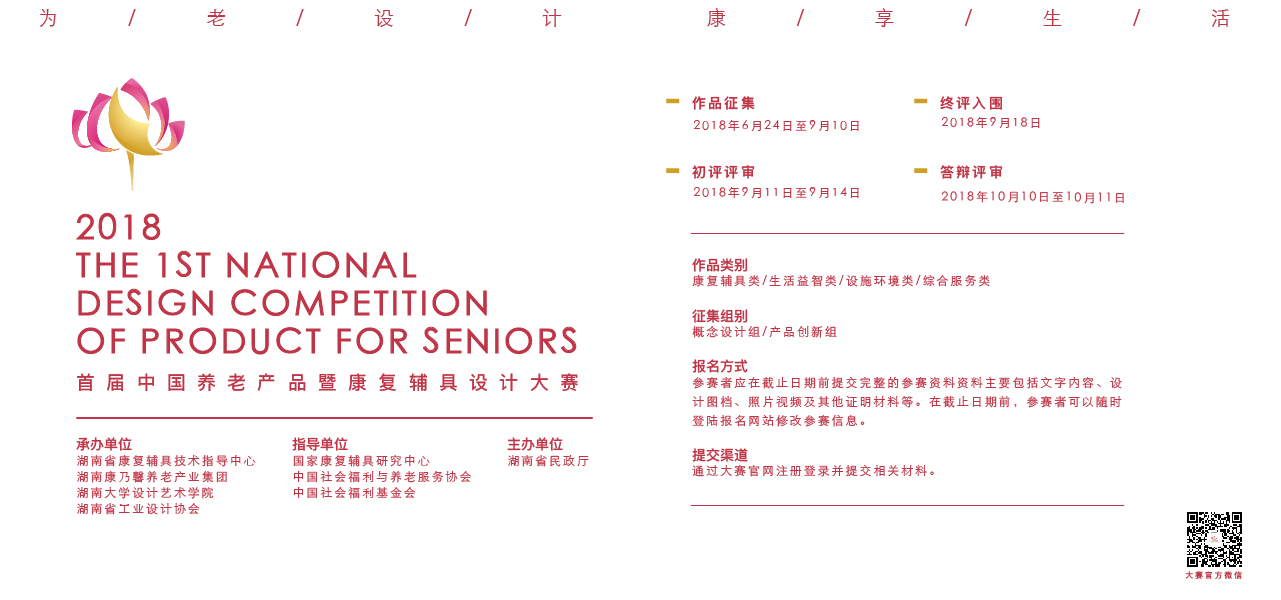 为 / 老 / 设 / 计
康 / 享 / 生 / 活
2018
THE 1ST NATIONAL
DESIGN COMPETITION
OF PRODUCT FOR SENIORS
首届中国养老产品暨康复辅具设计大赛
承办单位
湖南省康复辅具技术指导中心
湖南康乃馨养老产业集团
湖南大学设计艺术学院
湖南省工业设计协会
指导单位
国家康复辅具研究中心
中国社会福利与养老服务协会
中国社会福利基金会
主办单位
湖南省民政厅
作品征集
2018年6月24日至9月10日
终评入围
2018年9月18日
初评评审
2018年9月11日至9月14日
答辩评审
2018年10月10日至10月11日
作品类别
康复辅具类/生活益智类/设施环境类/综合服务类
征集组别
概念设计组/产品创新组
报名方式
参赛者应在截止日期前提交完整的参赛资料资料主要包括文字内容、设
计图档、照片视频及其他证明材料等。在截止日期前，参赛者可以随时
登陆报名网站修改参赛信息。
提交渠道
通过大赛官网注册登录并提交相关材料。
大赛官方微信